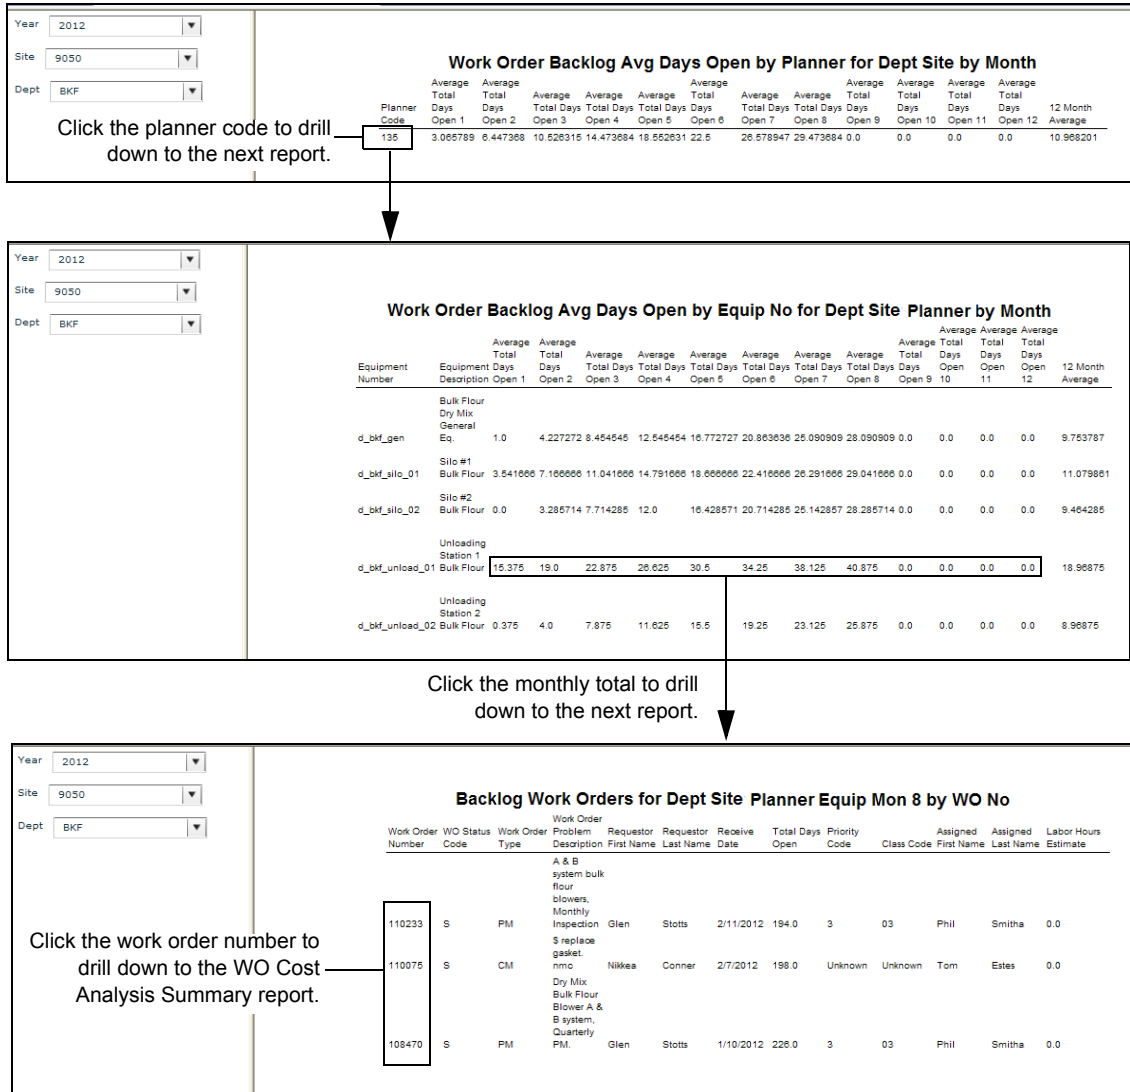 Year 2012
Site 9050
Dept BKF
Work Order Backlog Avg Days Open by Planner for Dept Site by Month
Average Average Average Average Average Average Average
Total Total Average Average Average Total Average Average Total Total Total Total
Planner Days Days Total Days Total Days Total Days Days Total Days Total Days Days Days Days Days 12 Month
Code Open 1 Open 2 Open 3 Open 4 Open 5 Open 6 Open 7 Open 8 Open 9 Open 10 Open 11 Open 12 Average
135 3.065789 6.447368 10.526315 14.473684 18.552631 22.5 26.578947 29.473684 0.0 0.0 0.0 0.0 10.968201
Click the planner code to drill
down to the next report.
Year 2012
Site 9050
Dept BKF
Work Order Backlog Avg Days Open by Equip No for Dept Site Planner by Month
Average Average Average
Average Average Average Total Total Total
Total Total Average Average Average Average Average Average Total Days Days Days
Equipment Equipment Days Days Total Days Total Days Total Days Total Days Total Days Total Days Days Open Open Open 12 Month
Number Description Open 1 Open 2 Open 3 Open 4 Open 5 Open 6 Open 7 Open 8 Open 9 10 11 12 Average
Bulk Flour
Dry Mix
General
d_bkf_gen Eq. 1.0 4.227272 8.454545 12.545454 16.772727 20.863636 25.090909 28.090909 0.0 0.0 0.0 0.0 9.753787
Silo #1
d_bkf_silo_01 Bulk Flour 3.541666 7.166666 11.041666 14.791666 18.666666 22.416666 26.291666 29.041666 0.0 0.0 0.0 0.0 11.079861
Silo #2
d_bkf_silo_02 Bulk Flour 0.0 3.285714 7.714285 12.0 16.428571 20.714285 25.142857 28.285714 0.0 0.0 0.0 0.0 9.464285
Unloading
Station 1
d_bkf_unload_01 Bulk Flour 15.375 19.0 22.875 26.625 30.5 34.25 38.125 40.875 0.0 0.0 0.0 0.0 18.96875
Unloading
Station 2
d_bkf_unload_02 Bulk Flour 0.375 4.0 7.875 11.625 15.5 19.25 23.125 25.875 0.0 0.0 0.0 0.0 8.96875
Click the monthly total to drill
down to the next report.
Year 2012
Site 9050
Dept BKF
Backlog Work Orders for Dept Site Planner Equip Mon 8 by WO No
Work Order
Work Order WO Status Work Order Problem Requestor Requestor Receive Total Days Priority Assigned Assigned Labor Hours
Number Code Type Description First Name Last Name Date Open Code Class Code First Name Last Name Estimate
A & B
system bulk
flour
blowers,
Monthly
110233 S PM Inspection Glen Stotts 2/11/2012 194.0 3 03 Phil Smitha 0.0
S replace
gasket.
110075 S CM nmc Nikkea Conner 2/7/2012 198.0 Unknown Unknown Tom Estes 0.0
Dry Mix
Bulk Flour
Blower A &
B system,
Quarterly
108470 S PM PM. Glen Stotts 1/10/2012 226.0 3 03 Phil Smitha 0.0
Click the work order number to
drill down to the WO Cost
Analysis Summary report.